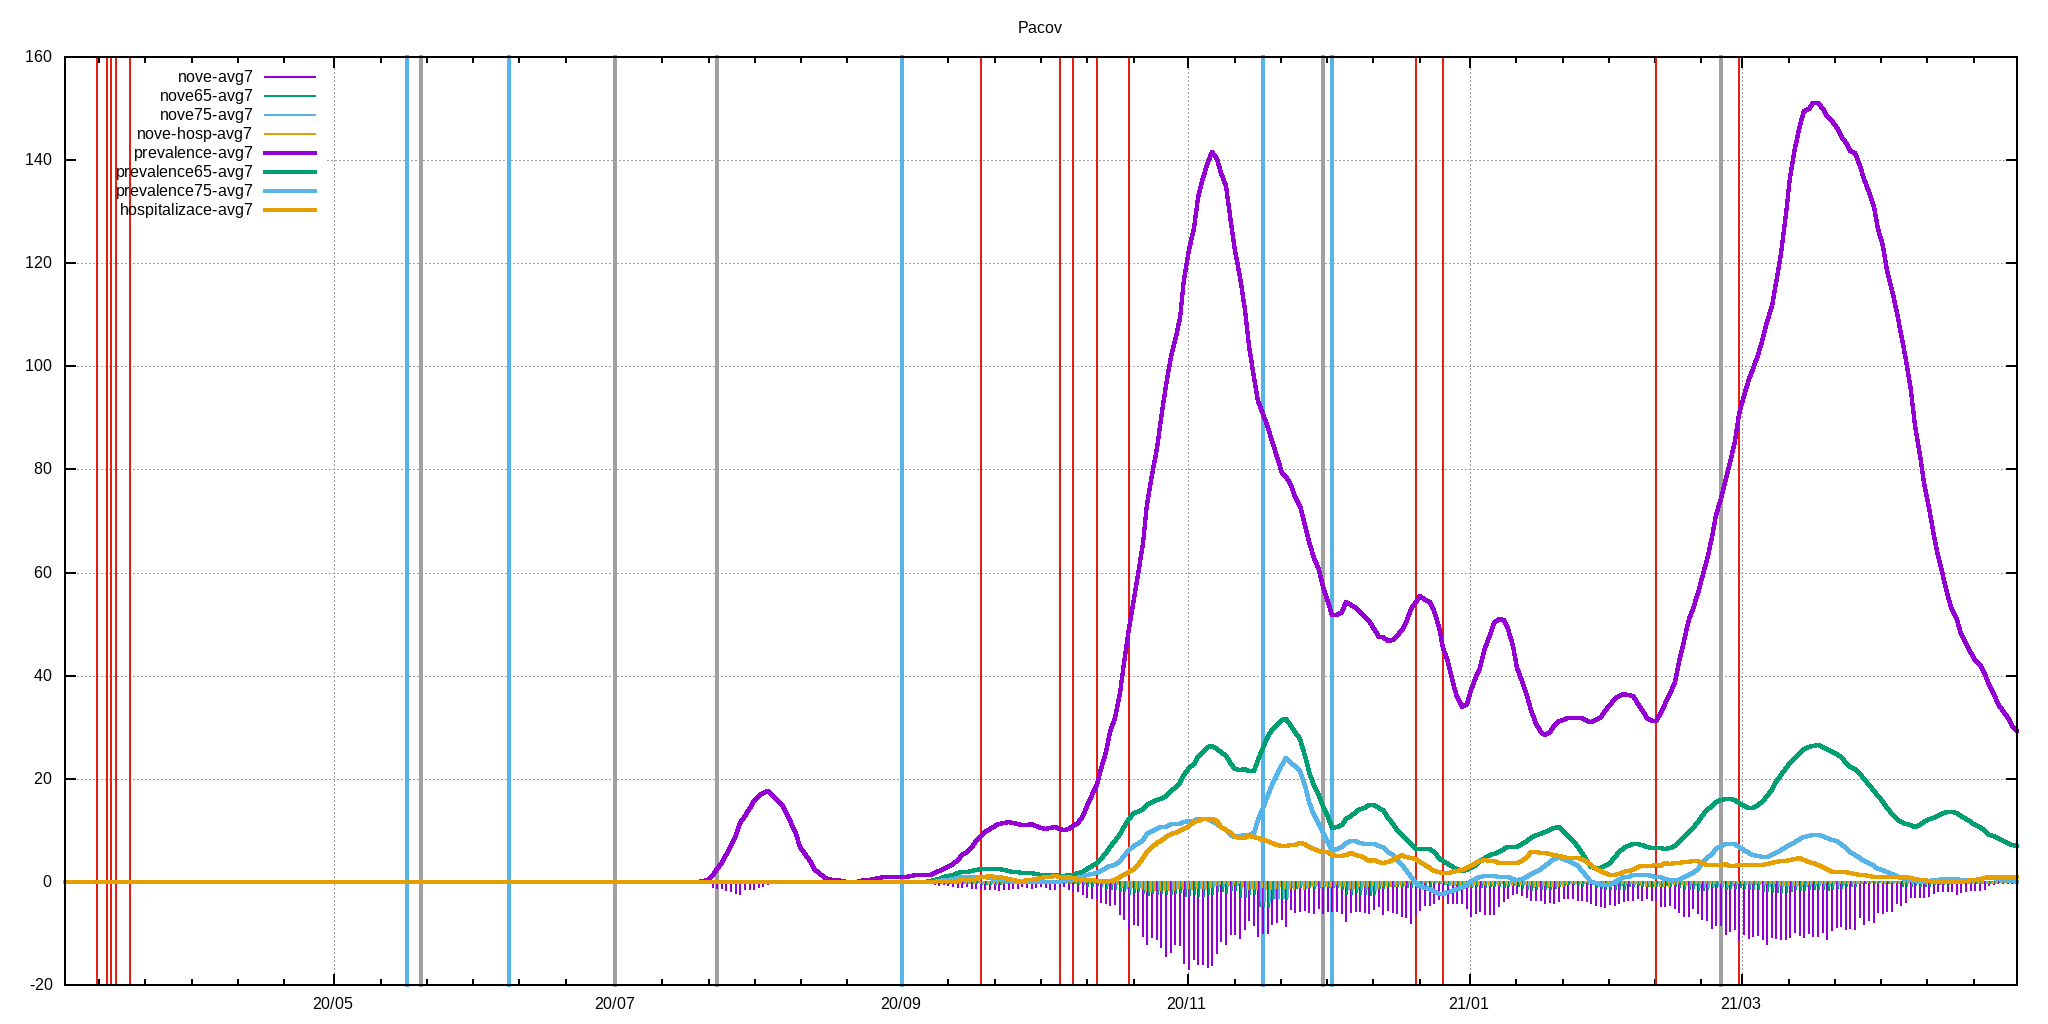 Pacov
160
140
120
100
80
60
40
20
0
-20
nove-avg7
nove65-avg7
nove75-avg7
nove-hosp-avg7
prevalence-avg7
prevalence65-avg7
prevalence75-avg7
hospitalizace-avg7
20/05
20/07
20/09
20/11
21/01
21/03